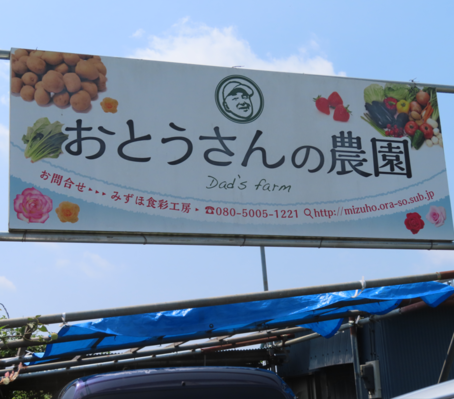 おとうさんの農園
Dad's farm
お問合せ▸▸▸みずほ食彩工房▸☎080-5005-1221 http://mizuho.ora-so.sub.jp